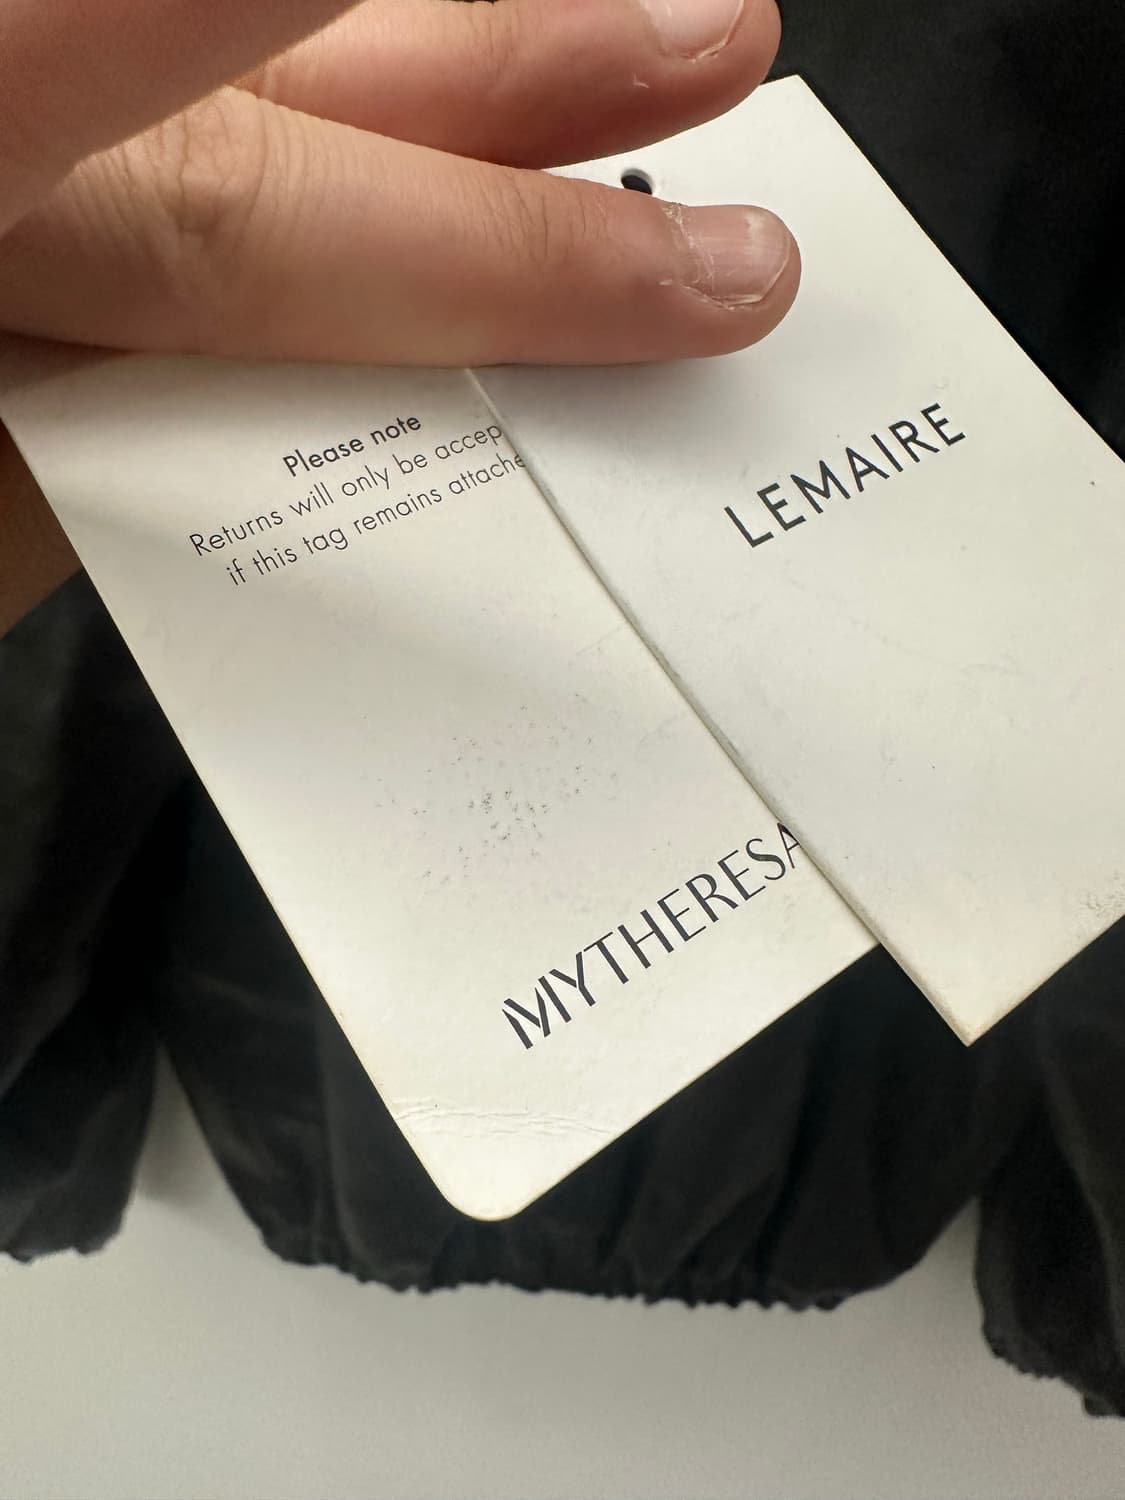 Please note
Returns will only be accep
if this tag remains attache
LEMAIRE
MYTHERESA